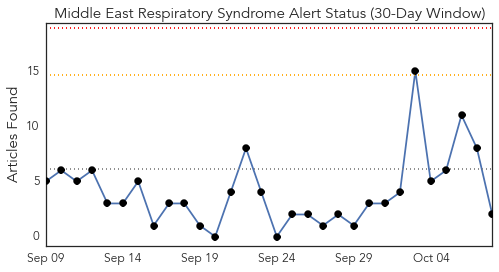 Middle East Respiratory Syndrome Alert Status (30-Day Window)
Articles Found
15
10
5
0
Sep 09 Sep 14 Sep 19 Sep 24 Sep 29 Oct 04